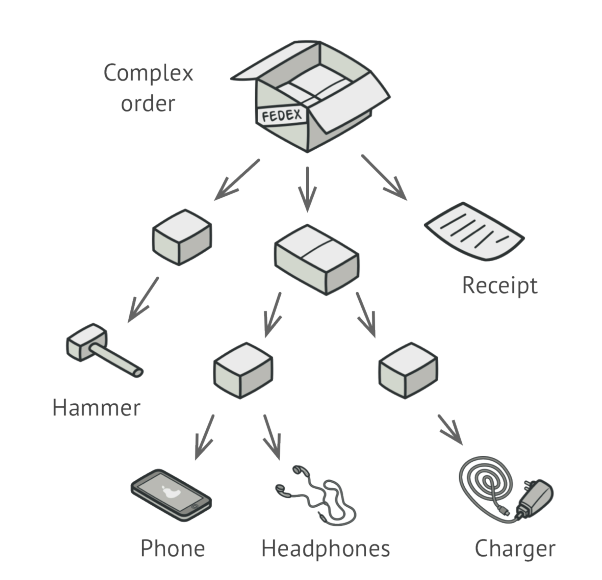 Complex
order
FEDEX
Receipt
Hammer
Phone
Headphones
Charger